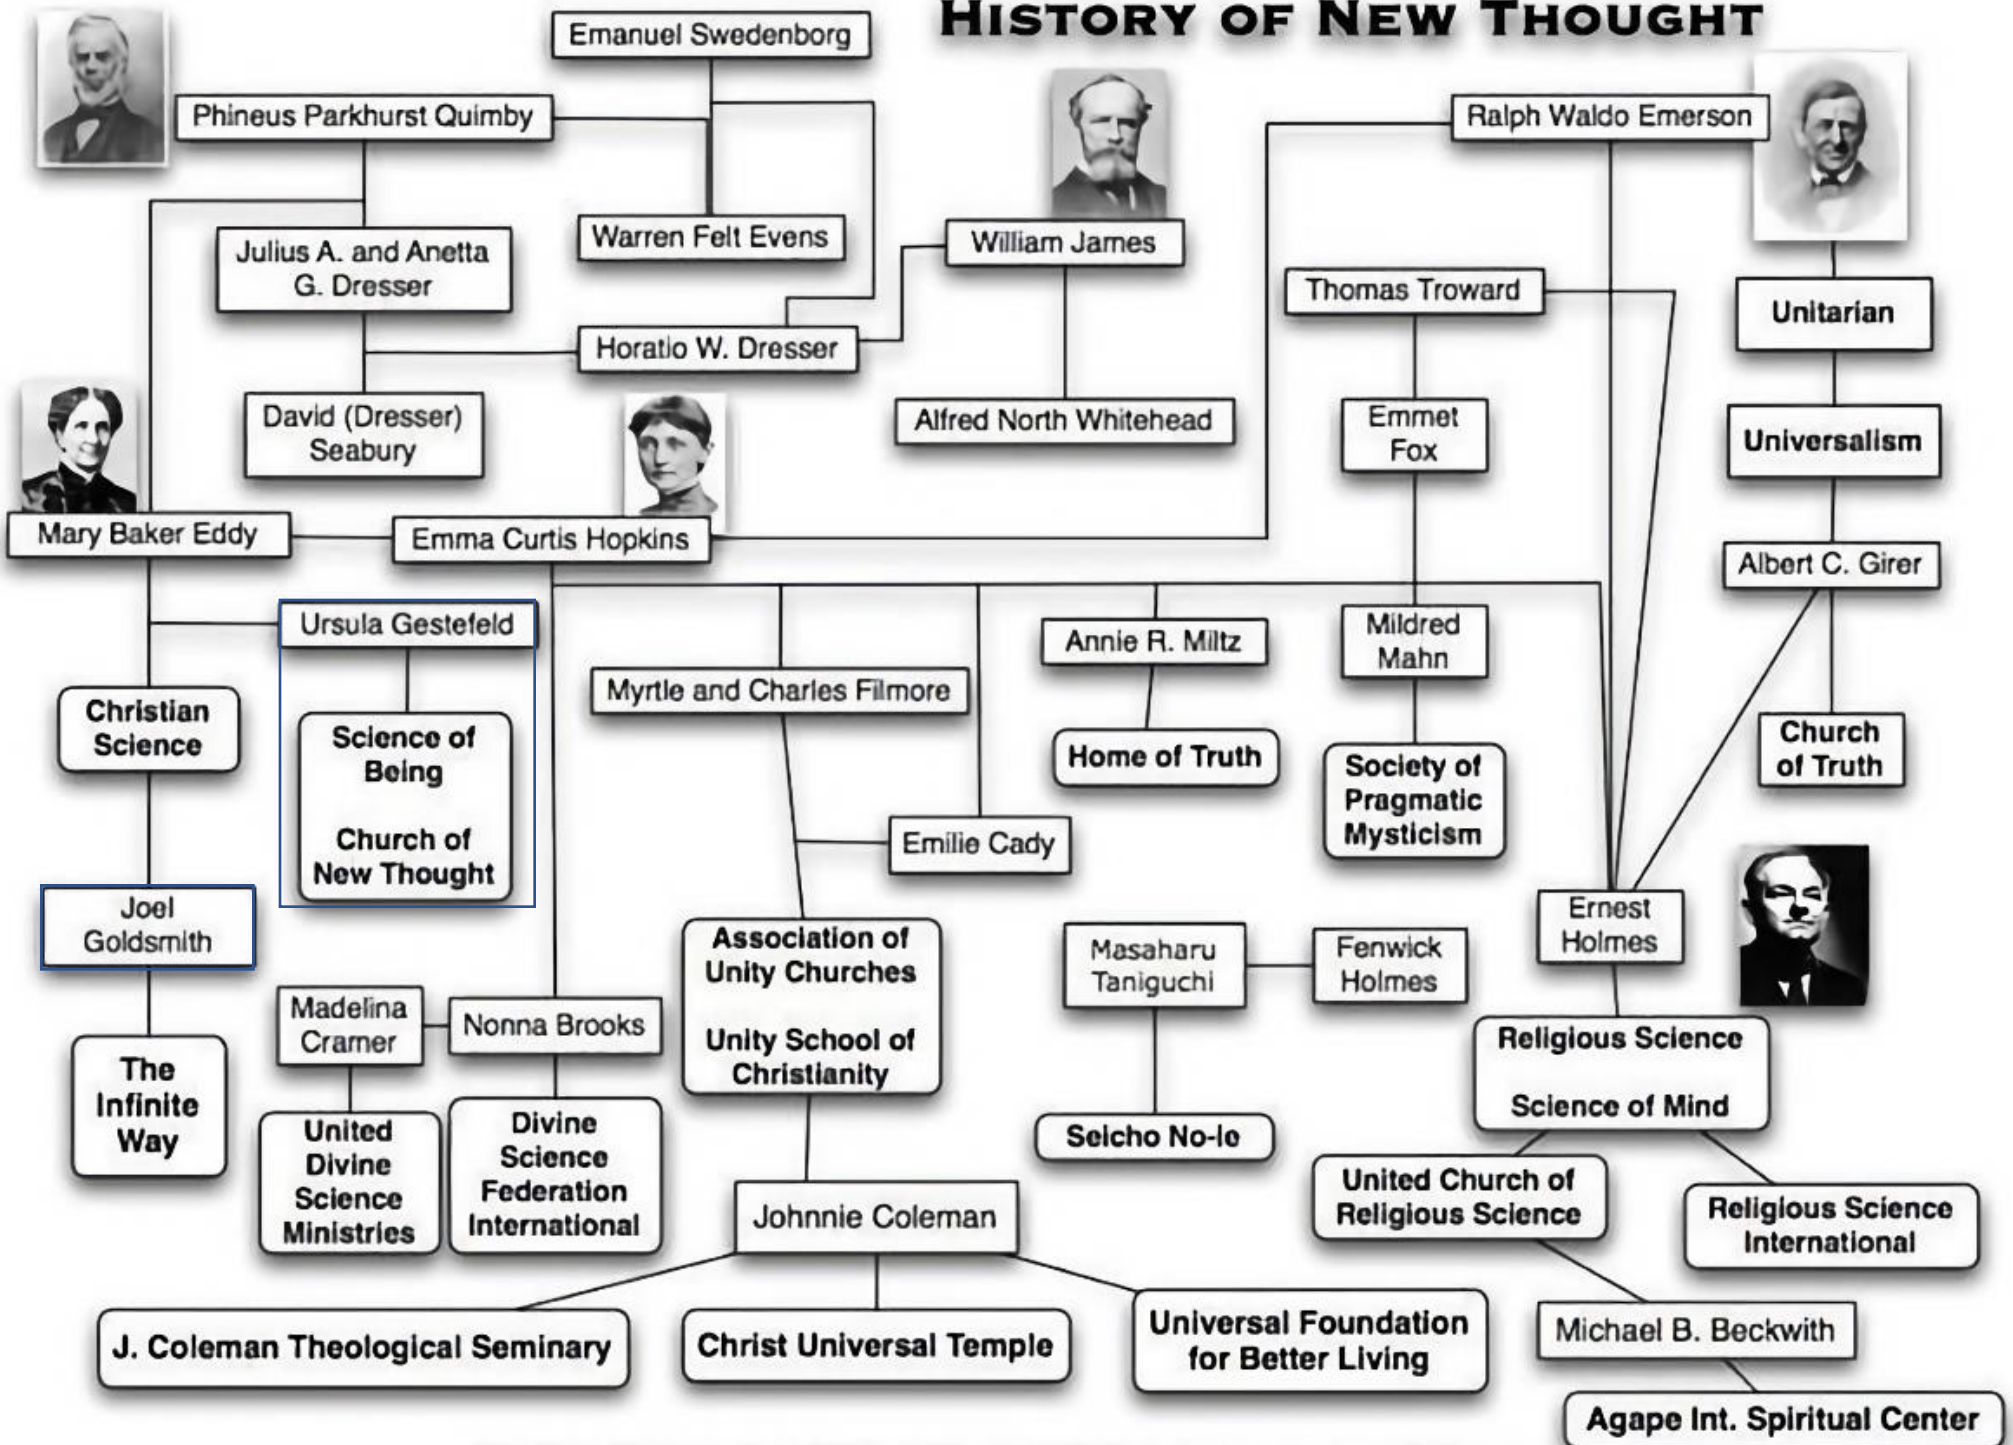 HISTORY OF NEW THOUGHT
Emanuel Swedenborg
Phineus Parkhurst Quimby
Ralph Waldo Emerson
Warren Felt Evens
William James
Julius A. and Anetta
G. Dresser
Thomas Troward
Unitarian
Horatio W. Dresser
David (Dresser)
Seabury
Alfred North Whitehead
Emmet
Fox
Universalism
Mary Baker Eddy
Emma Curtis Hopkins
Albert C. Girer
Ursula Gestefeld
Annie R. Miltz
Mildred
Mahn
Myrtle and Charles Filmore
Christian
Science
Science of
Being
Church of
New Thought
Home of Truth
Society of
Pragmatic
Mysticism
Church
of Truth
Emilie Cady
Joel
Goldsmith
Association of
Unity Churches
Unity School of
Christianity
Masaharu
Taniguchi
Fenwick
Holmes
Ernest
Holmes
Madelina
Cramer
Nonna Brooks
The
Infinite
Way
Religious Science
Science of Mind
United
Divine
Science
Ministries
Divine
Science
Federation
International
Seicho No-Ie
Johnnie Coleman
United Church of
Religious Science
Religious Science
International
J. Coleman Theological Seminary
Christ Universal Temple
Universal Foundation
for Better Living
Michael B. Beckwith
Agape Int. Spiritual Center